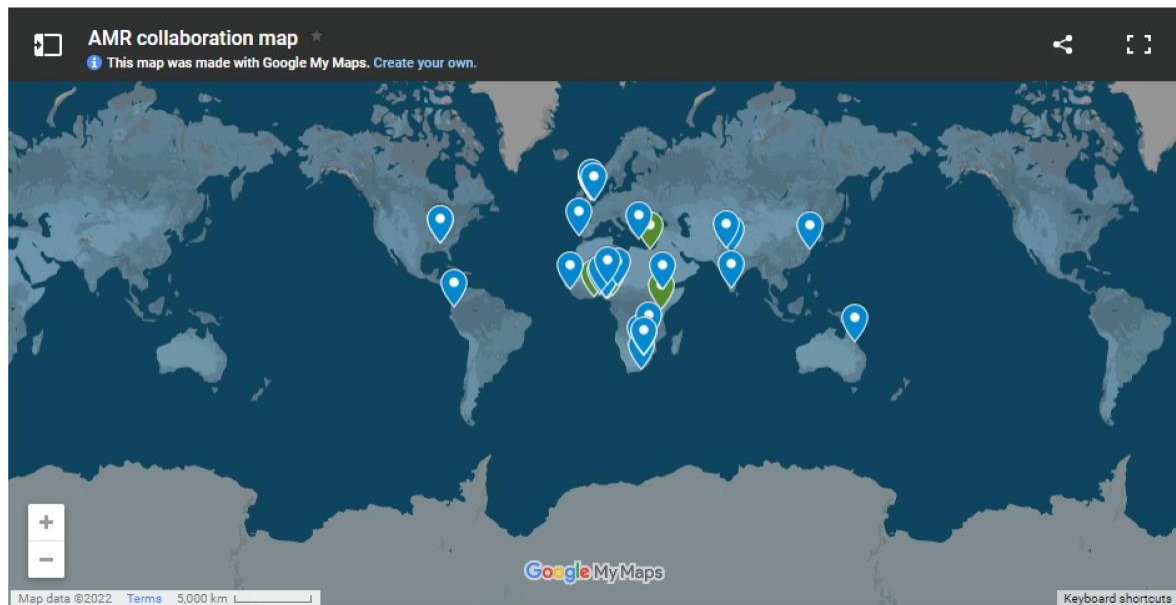 AMR collaboration map
This map was made with Google My Maps. Create your own.
Google My Maps
Map data ©2022 Terms 5,000 km
Keyboard shortcuts